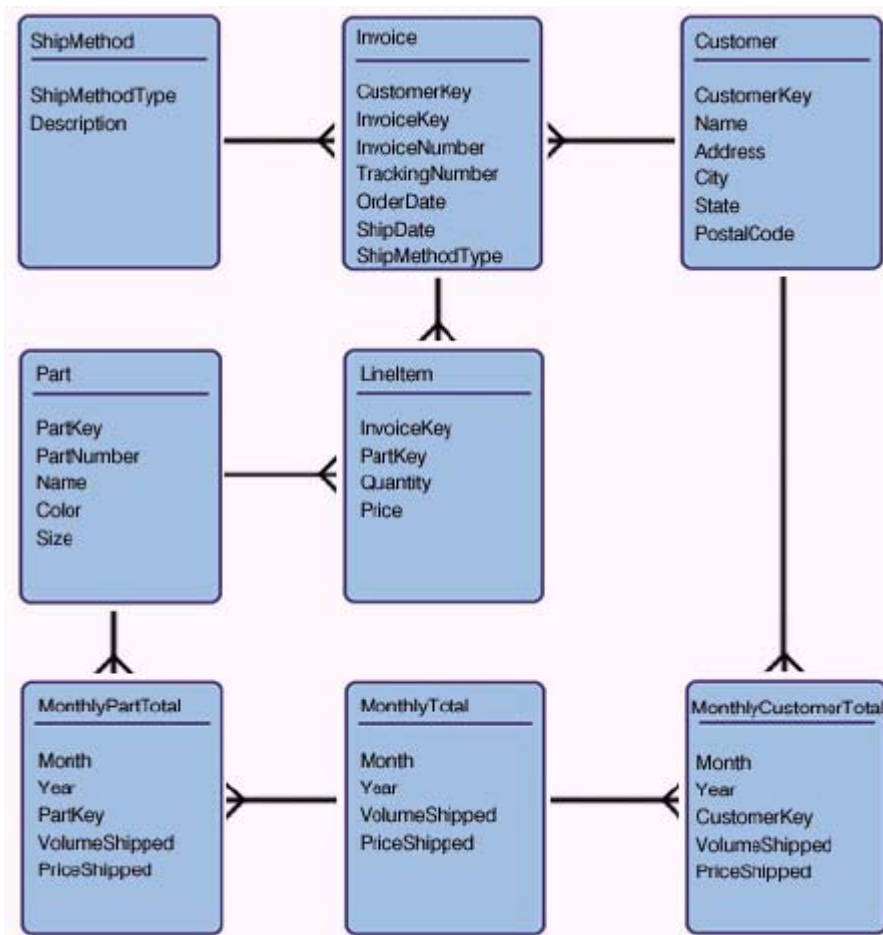 ShipMethod
ShipMethodType
Description
Invoice
CustomerKey
InvoiceKey
InvoiceNumber
TrackingNumber
OrderDate
ShipDate
ShipMethodType
Customer
CustomerKey
Name
Address
City
State
PostalCode
Part
PartKey
PartNumber
Name
Color
Size
LineItem
InvoiceKey
PartKey
Quantity
Price
MonthlyPartTotal
Month
Year
PartKey
VolumeShipped
PriceShipped
MonthlyTotal
Month
Year
VolumeShipped
PriceShipped
MonthlyCustomerTotal
Month
Year
CustomerKey
VolumeShipped
PriceShipped